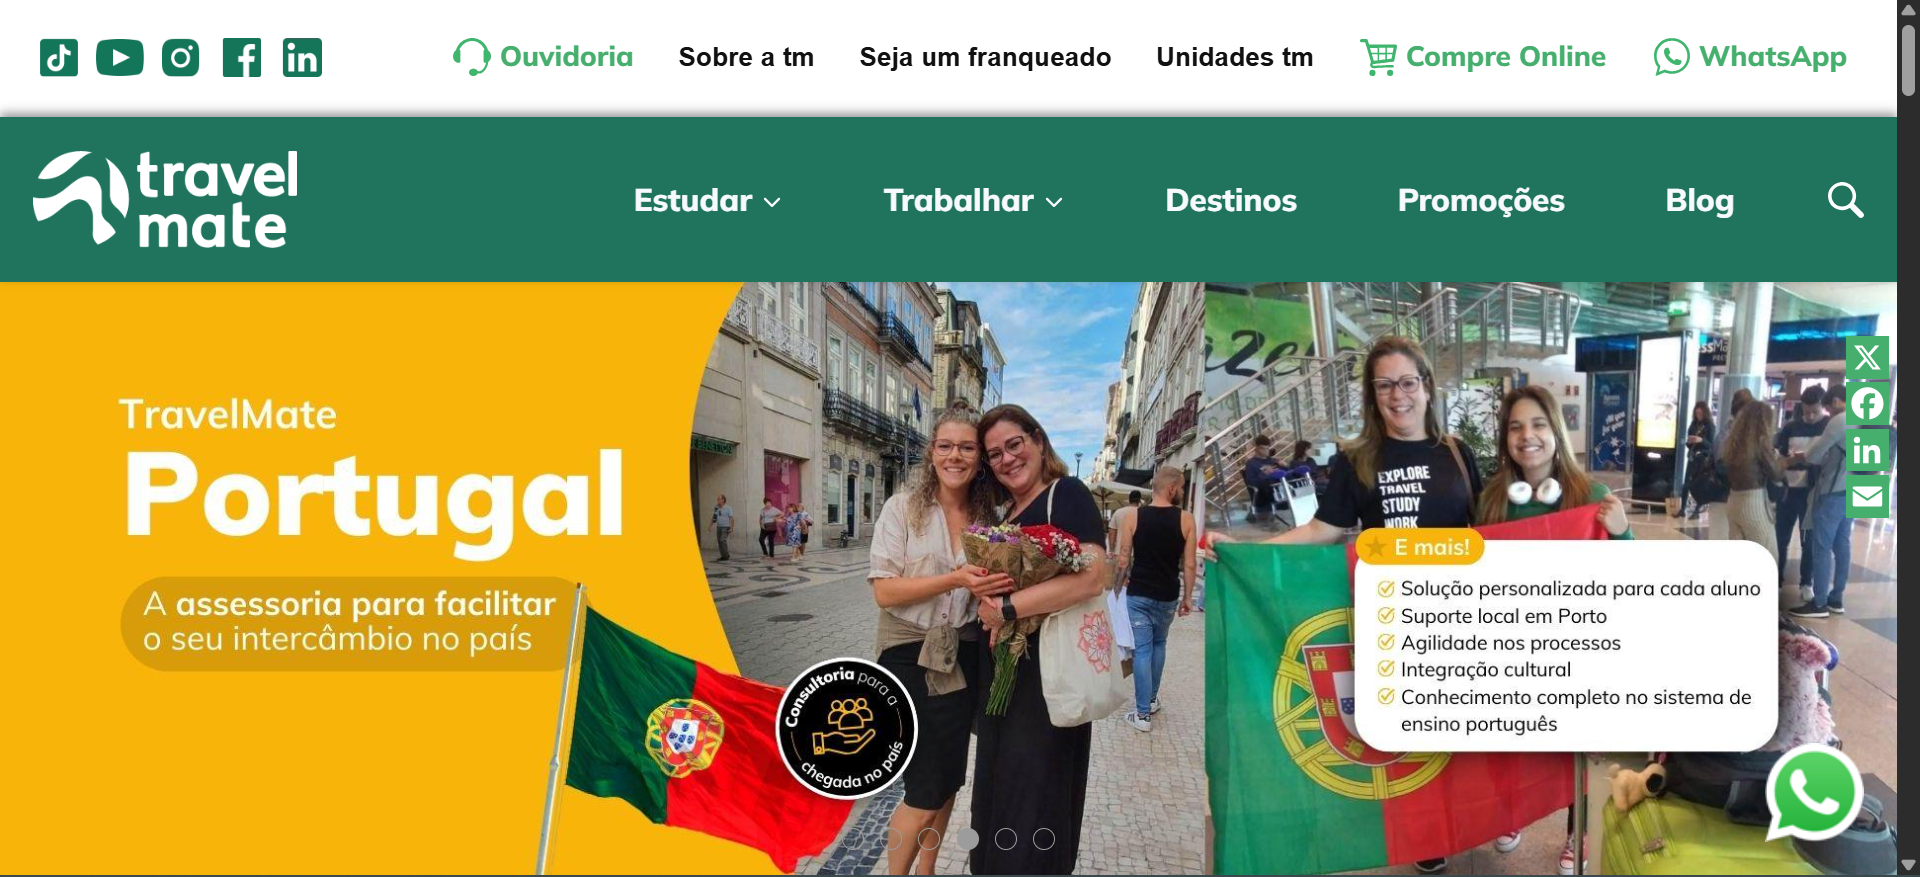 Ouvidoria
Sobre a tm
Seja um franqueado
Unidades tm
Compre Online
WhatsApp
travel
mate
Estudar
Trabalhar
Destinos
Promoções
Blog
TravelMate
Portugal
A assessoria para facilitar
o seu intercâmbio no país
Consultoria para a
chegada no país
EXPLORE
TRAVEL
STUDY
WORK
E mais!
Solução personalizada para cada aluno
Suporte local em Porto
Agilidade nos processos
Integração cultural
Conhecimento completo no sistema de
ensino português